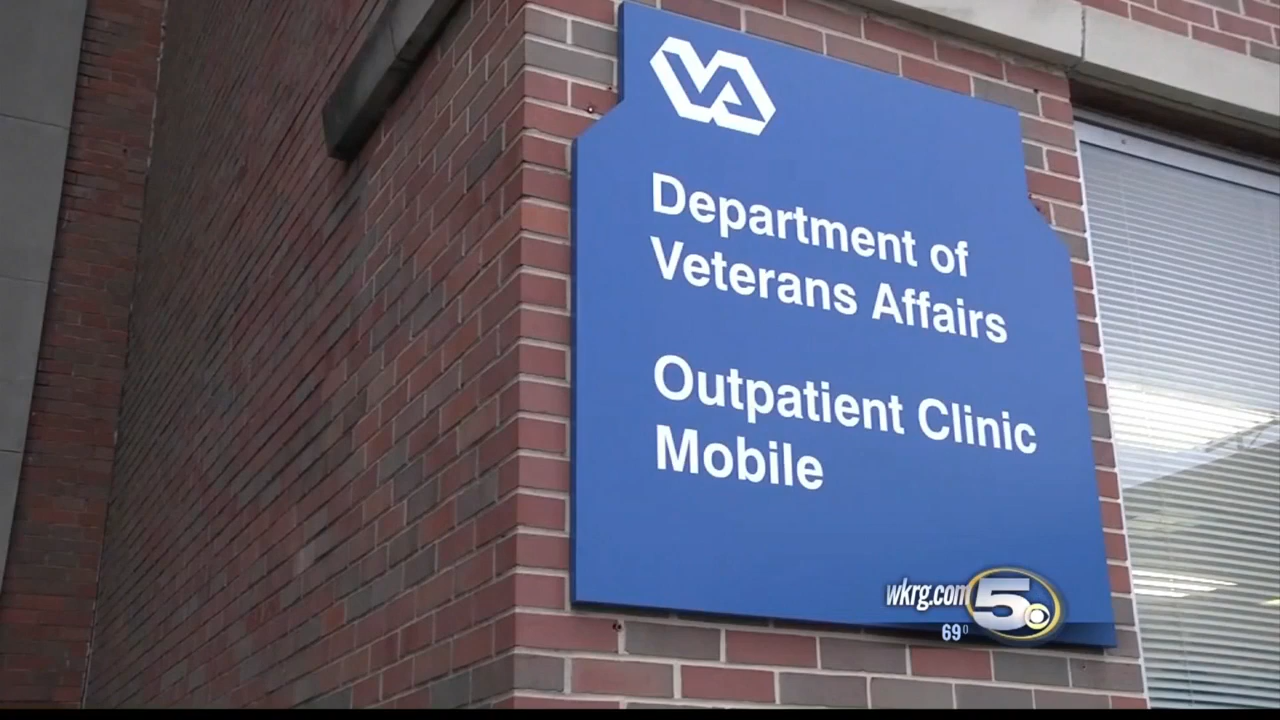 VA
Department of
Veterans Affairs
Outpatient Clinic
Mobile
wkrg.com 5
69°